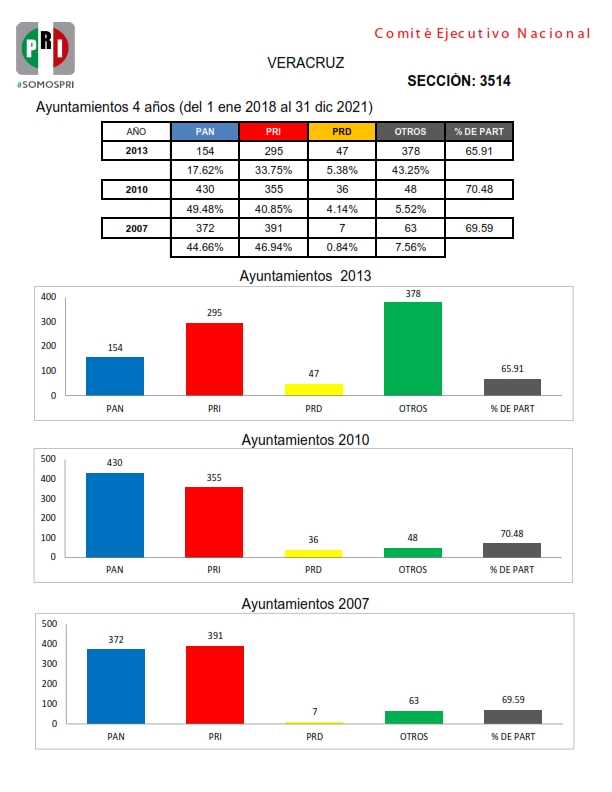 PRI
#SOMOSPRI
Comité Ejecutivo Nacional
VERACRUZ
SECCIÓN: 3514
Ayuntamientos 4 años (del 1 ene 2018 al 31 dic 2021)
AÑO PAN PRI PRD OTROS % DE PART
2013 154 295 47 378 65.91
17.62% 33.75% 5.38% 43.25%
2010 430 355 36 48 70.48
49.48% 40.85% 4.14% 5.52%
2007 372 391 7 63 69.59
44.66% 46.94% 0.84% 7.56%
Ayuntamientos 2013
400
300
200
100
0
154 295 47 378 65.91
PAN PRI PRD OTROS % DE PART
Ayuntamientos 2010
500
400
300
200
100
0
430 355 36 48 70.48
PAN PRI PRD OTROS % DE PART
Ayuntamientos 2007
500
400
300
200
100
0
372 391 7 63 69.59
PAN PRI PRD OTROS % DE PART